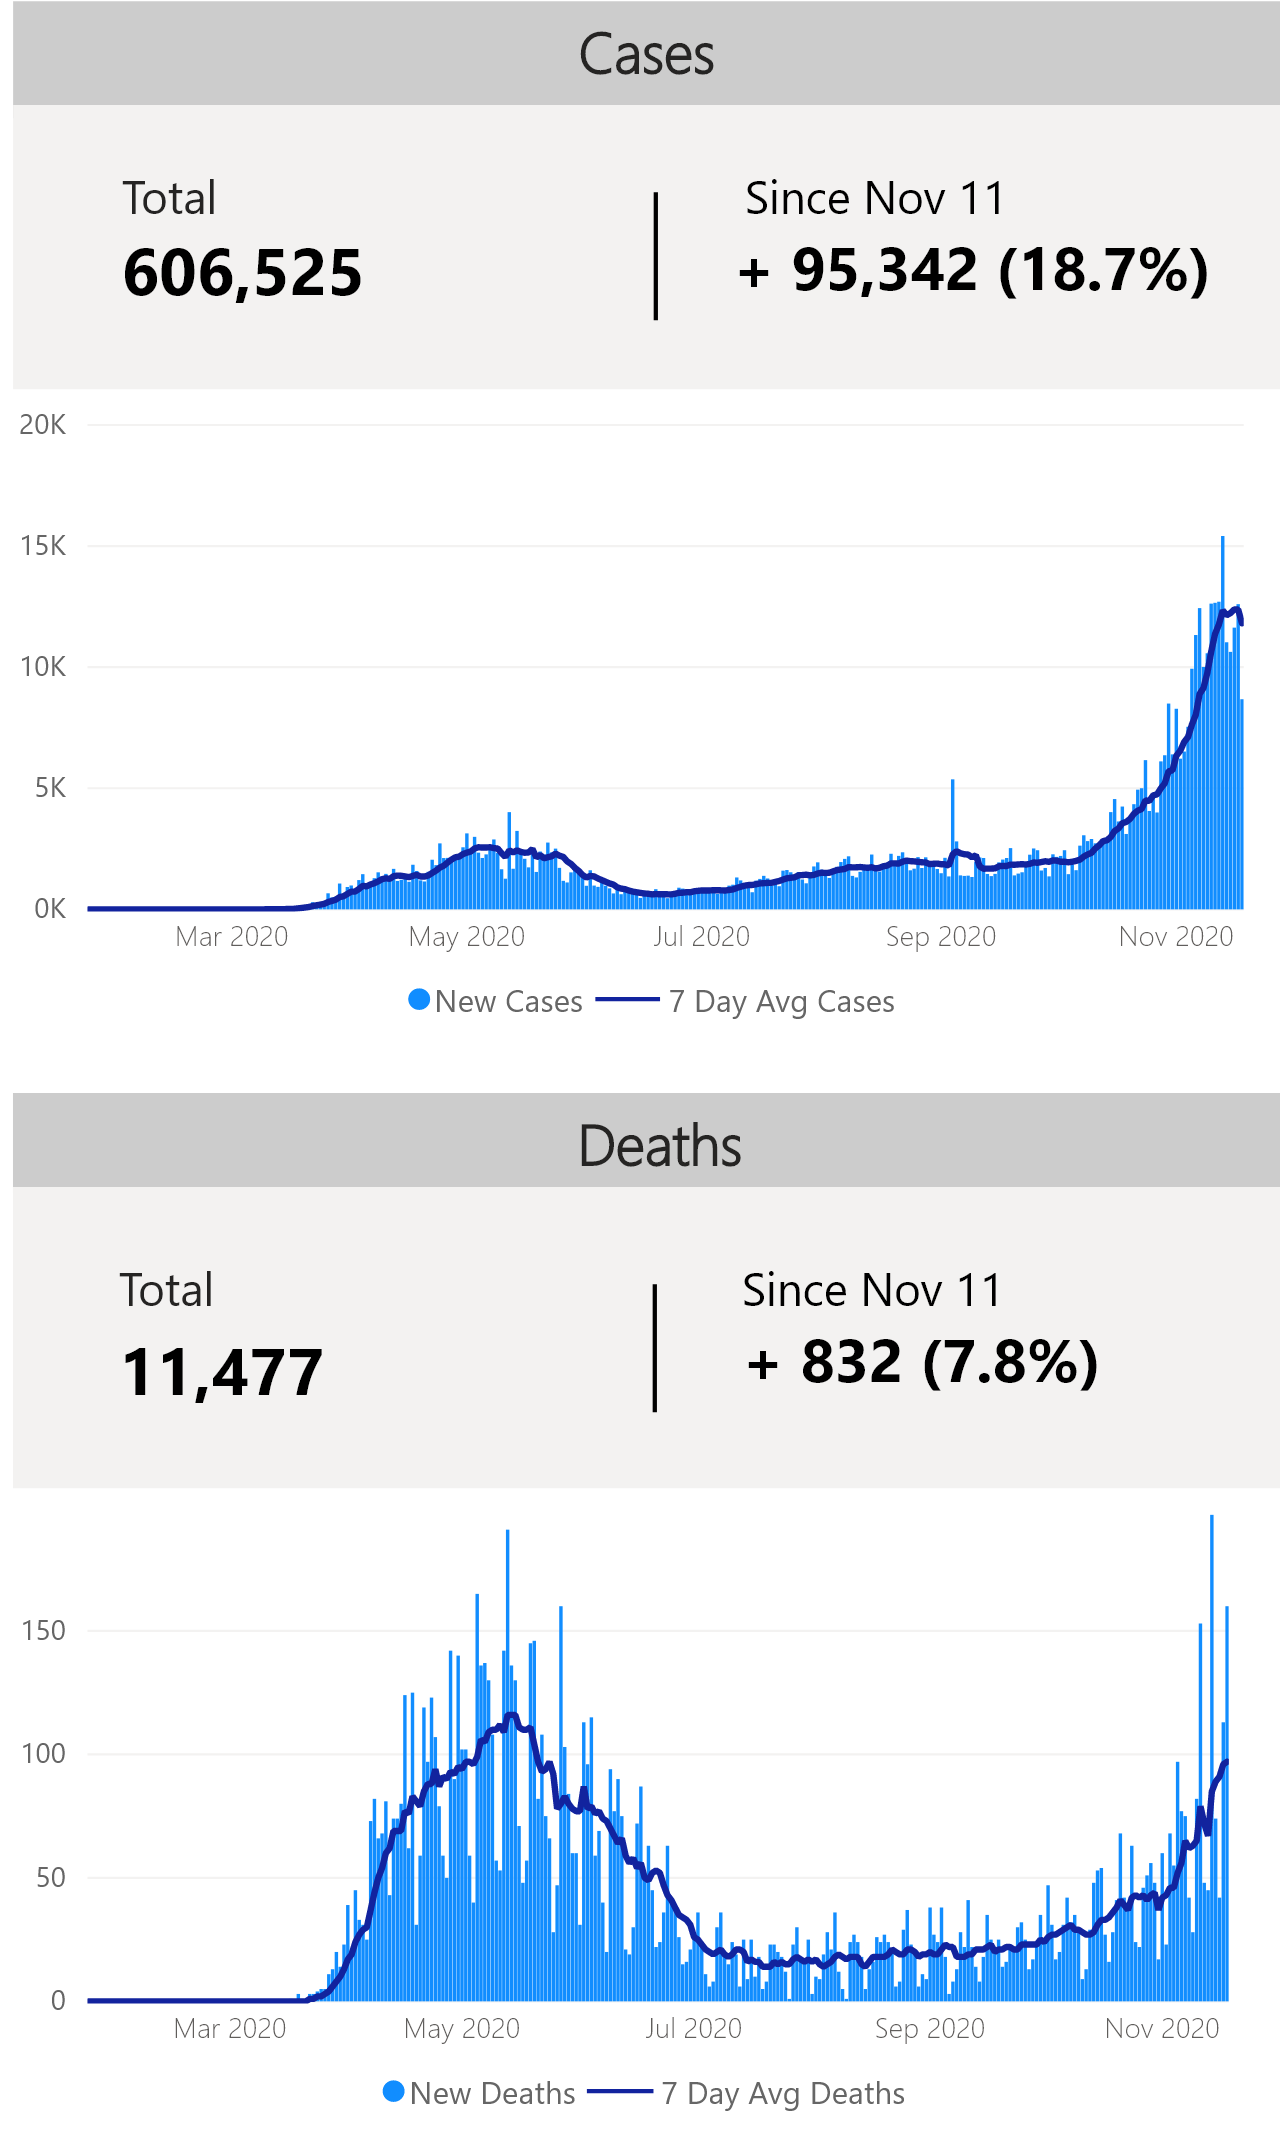 Cases
Total
606,525
Since Nov 11
+ 95,342 (18.7%)
20K
15K
10K
5K
0K
Mar 2020 May 2020 Jul 2020 Sep 2020 Nov 2020
New Cases 7 Day Avg Cases
Deaths
Total
11,477
Since Nov 11
+ 832 (7.8%)
150
100
50
0
Mar 2020 May 2020 Jul 2020 Sep 2020 Nov 2020
New Deaths 7 Day Avg Deaths